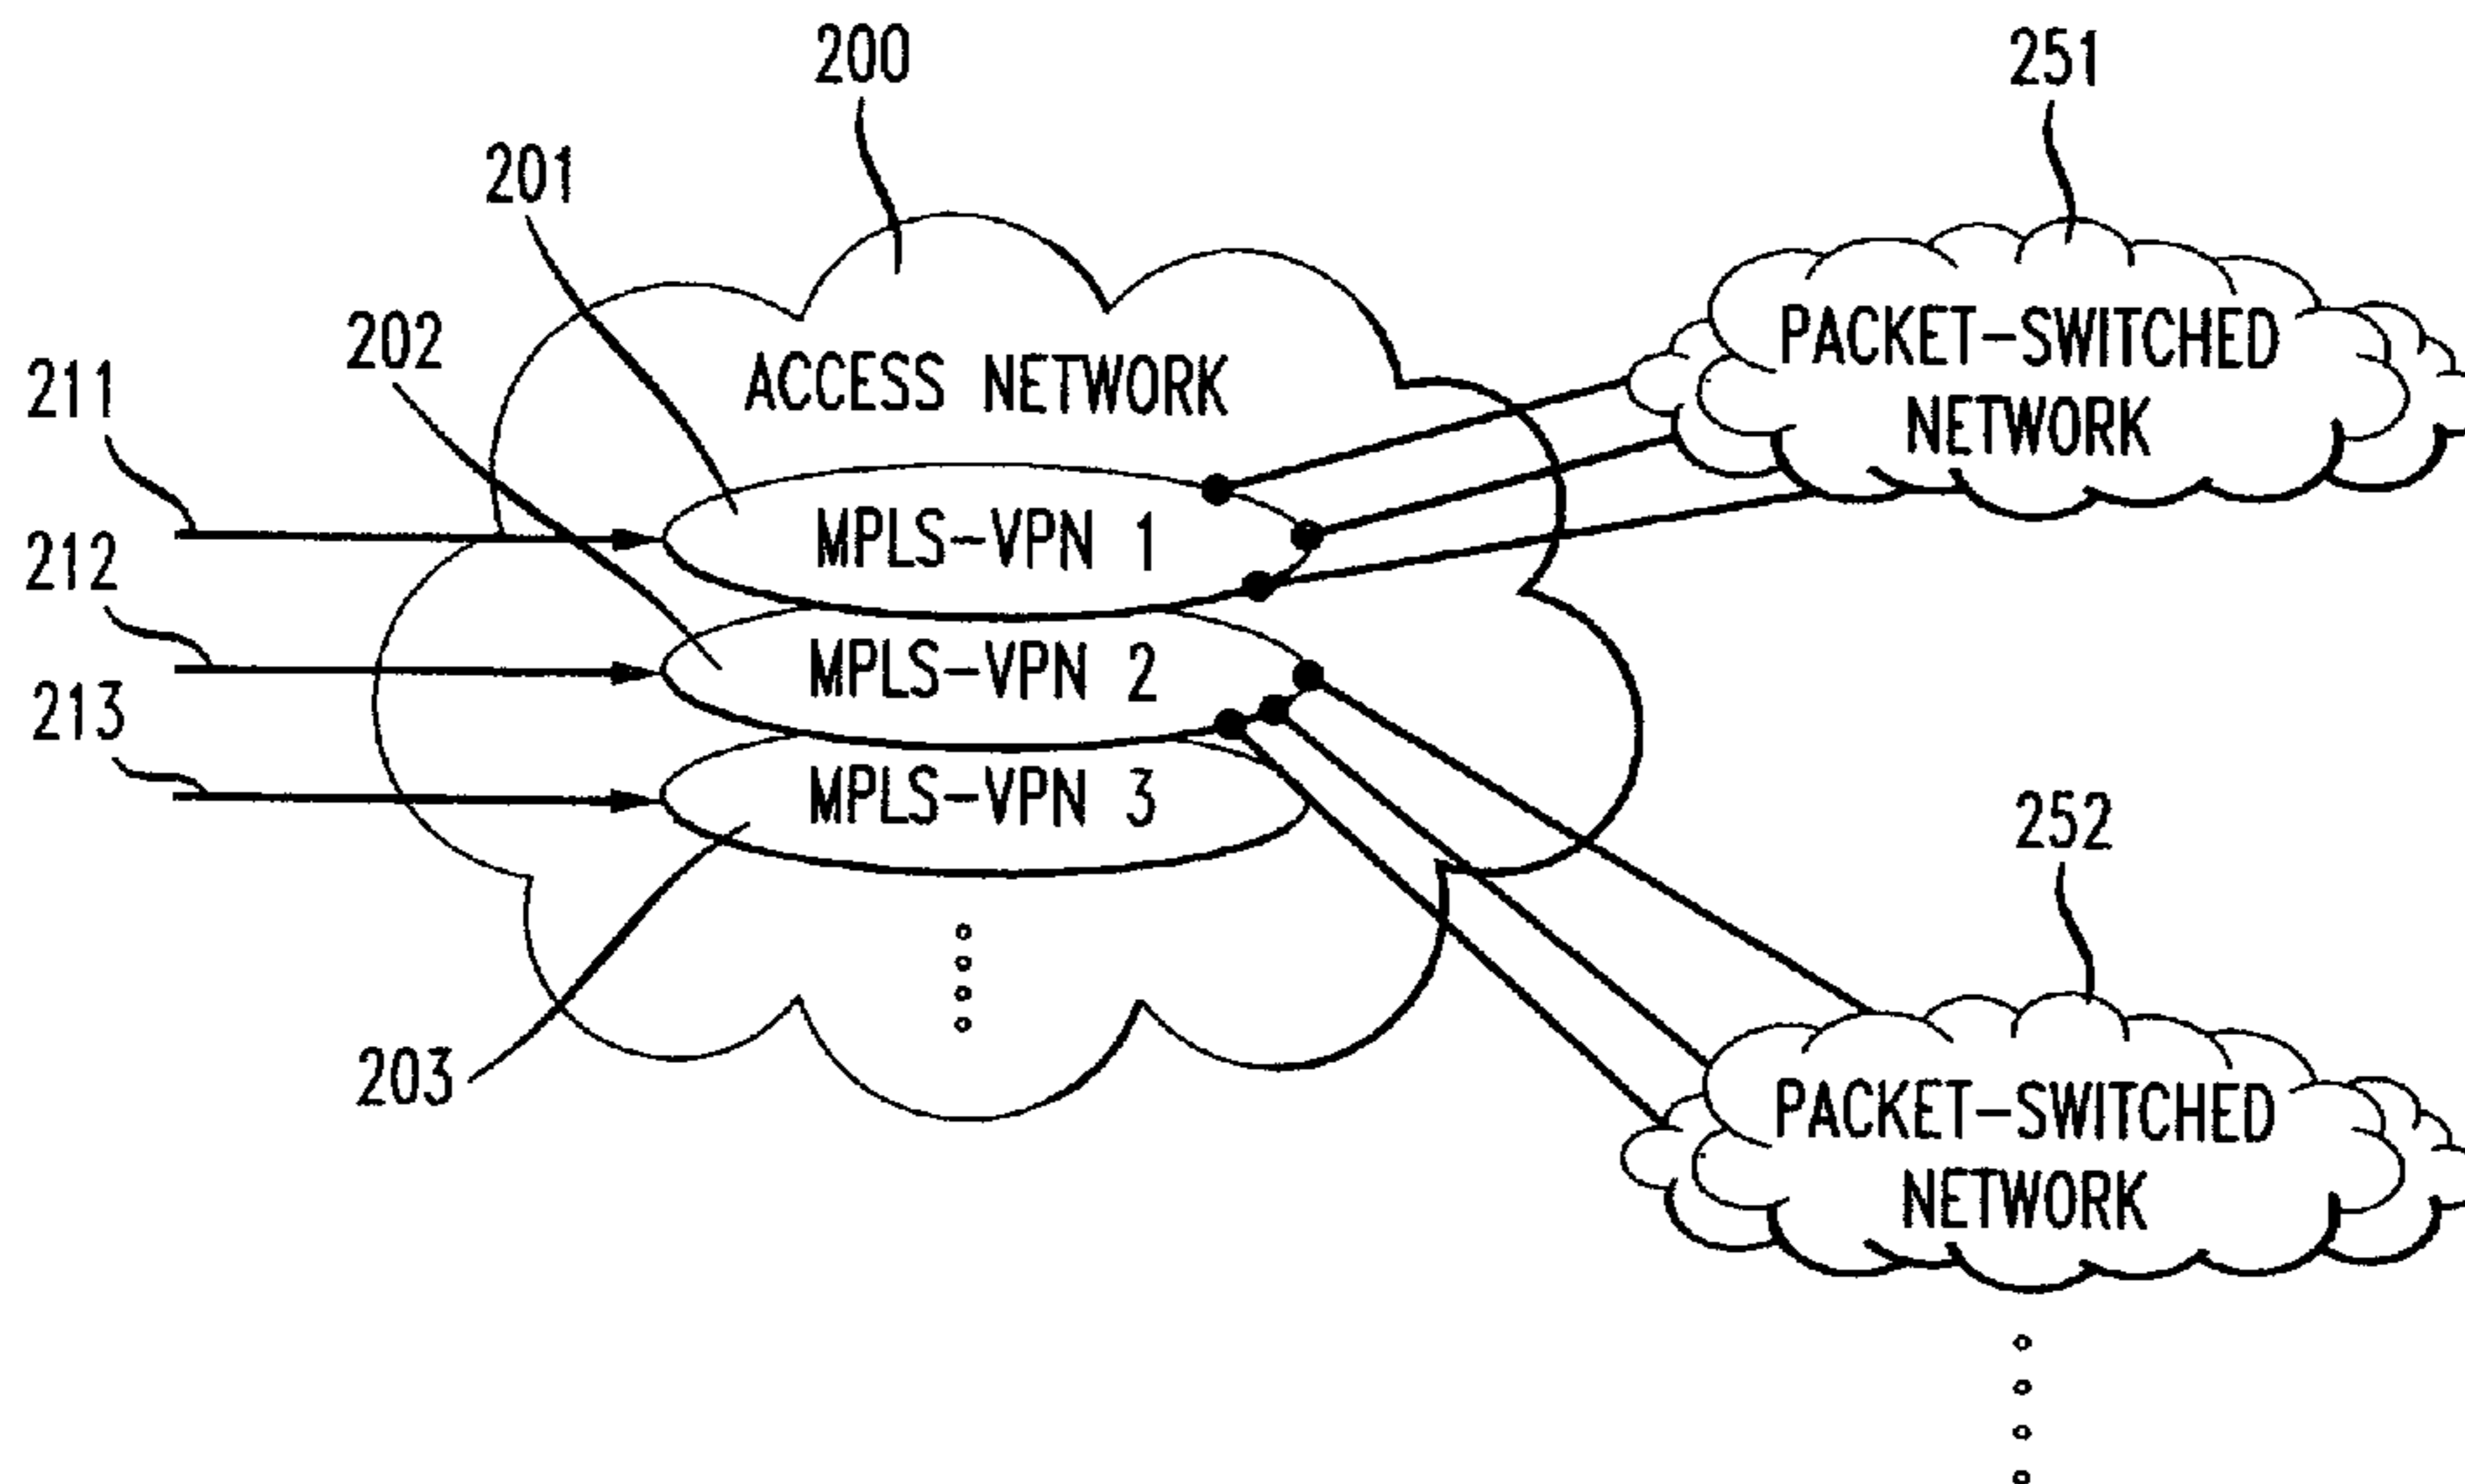 200
251
201
202
211
ACCESS NETWORK
PACKET-SWITCHED
NETWORK
212
MPLS-VPN 1
213
MPLS-VPN 2
MPLS-VPN 3
252
203
PACKET-SWITCHED
NETWORK